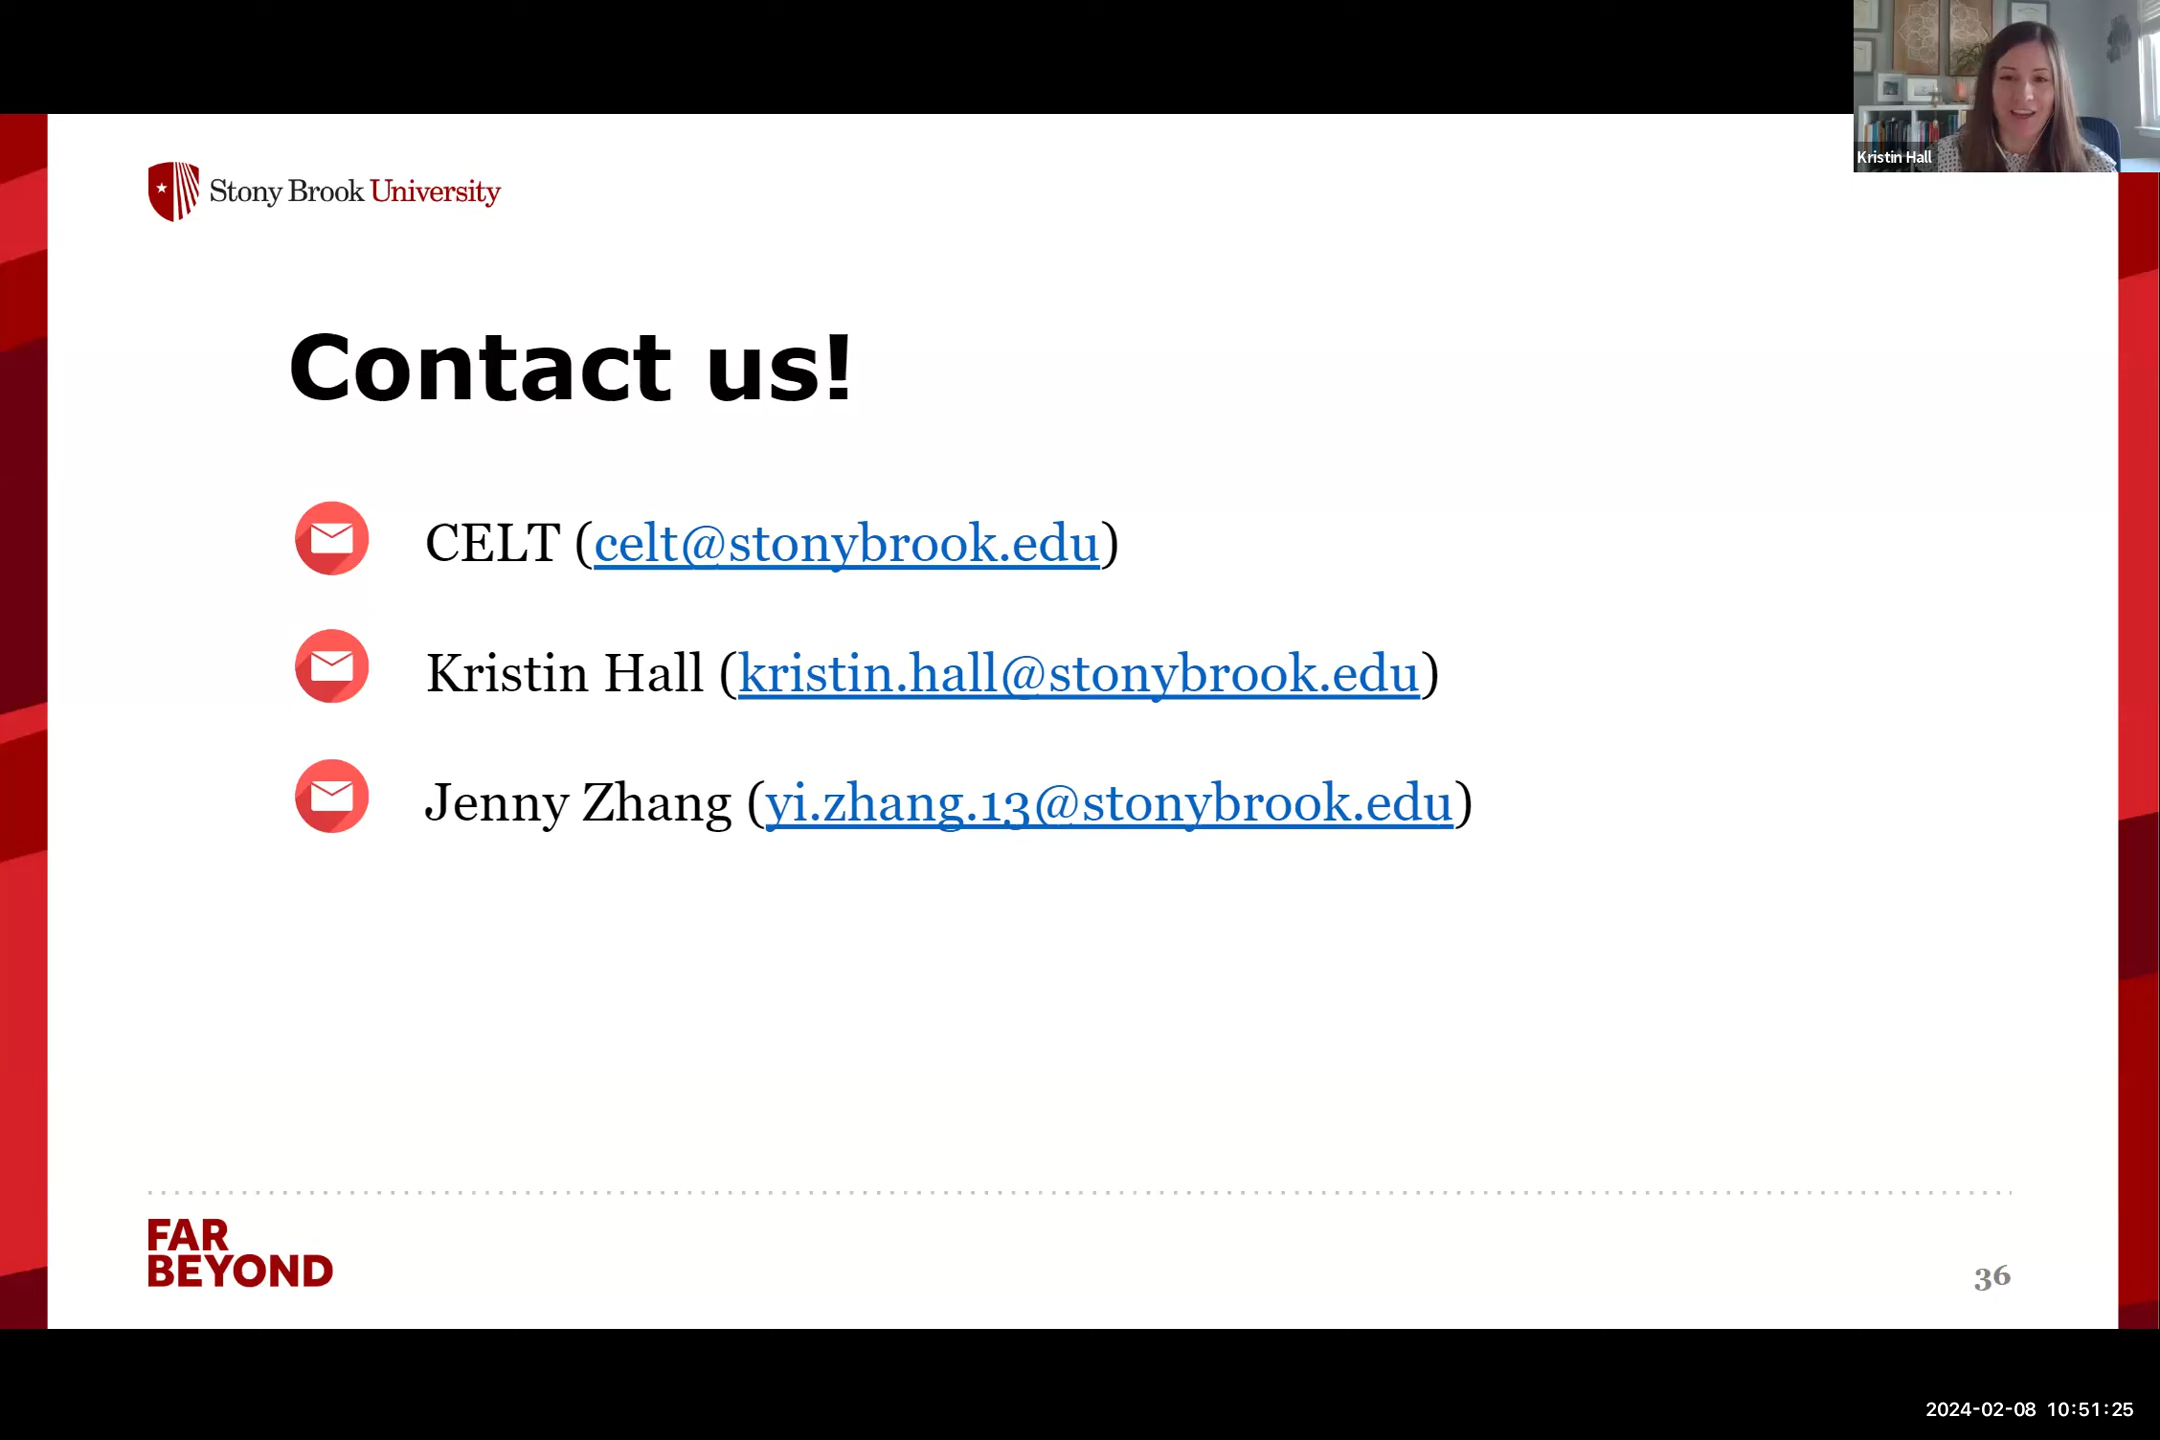 Kristin Hall
Stony Brook University
Contact us!
CELT (celt@stonybrook.edu)
Kristin Hall (kristin.hall@stonybrook.edu)
Jenny Zhang (yi.zhang.13@stonybrook.edu)
FAR
BEYOND
36
2024-02-08 10:51:25